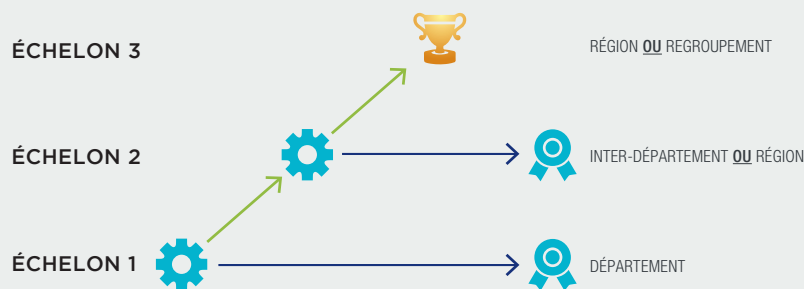 ÉCHELON 3
RÉGION OU REGROUPEMENT
ÉCHELON 2
INTER-DÉPARTEMENT OU RÉGION
ÉCHELON 1
DÉPARTEMENT